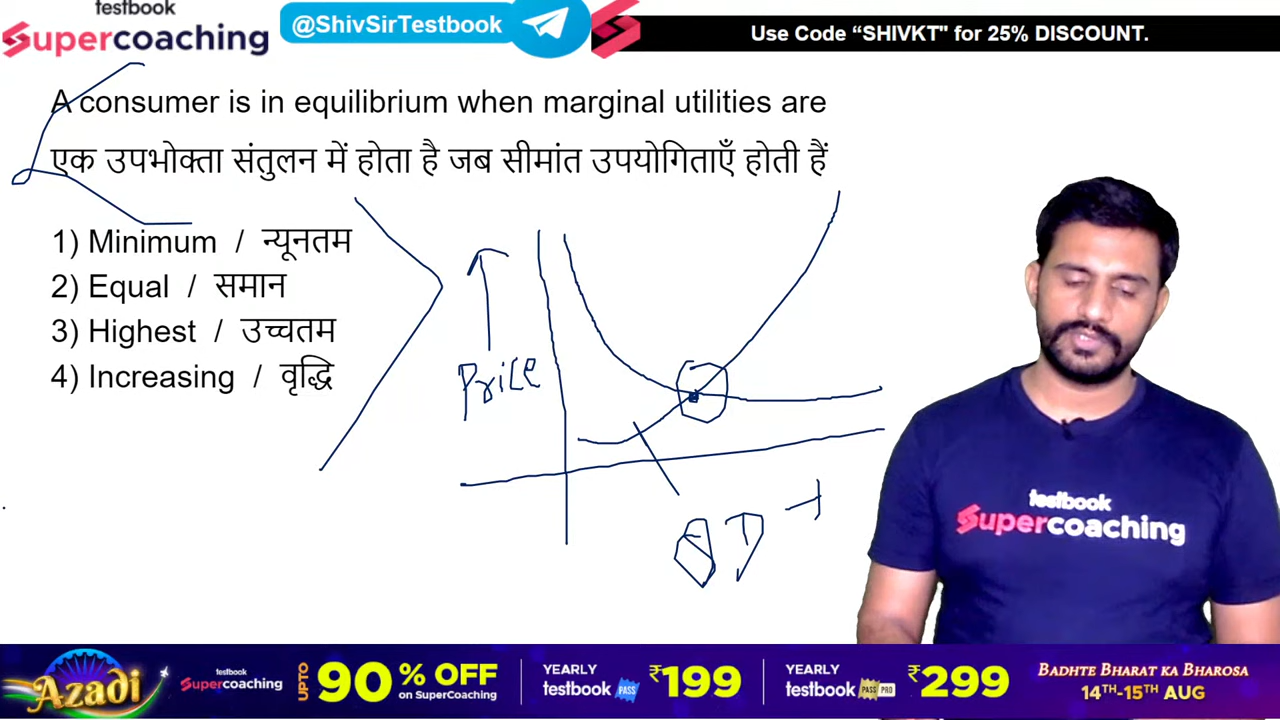 testbook
Supercoaching
@ShivSirTestbook
Use Code “SHIVKT" for 25% DISCOUNT.
A consumer is in equilibrium when marginal utilities are
एक उपभोक्ता संतुलन में होता है जब सीमांत उपयोगिताएँ होती हैं
1) Minimum / न्यूनतम
2) Equal / समान
3) Highest / उच्चतम
4) Increasing / वृद्धि
Price
testbook
Supercoaching
Azadi
testbook
Supercoaching
UPTO 90% OFF
on SuperCoaching
YEARLY
testbook PASS
₹199
YEARLY
testbook PASS PRO
₹299
BADHTE BHARAT KA BHAROSA
14TH-15TH AUG